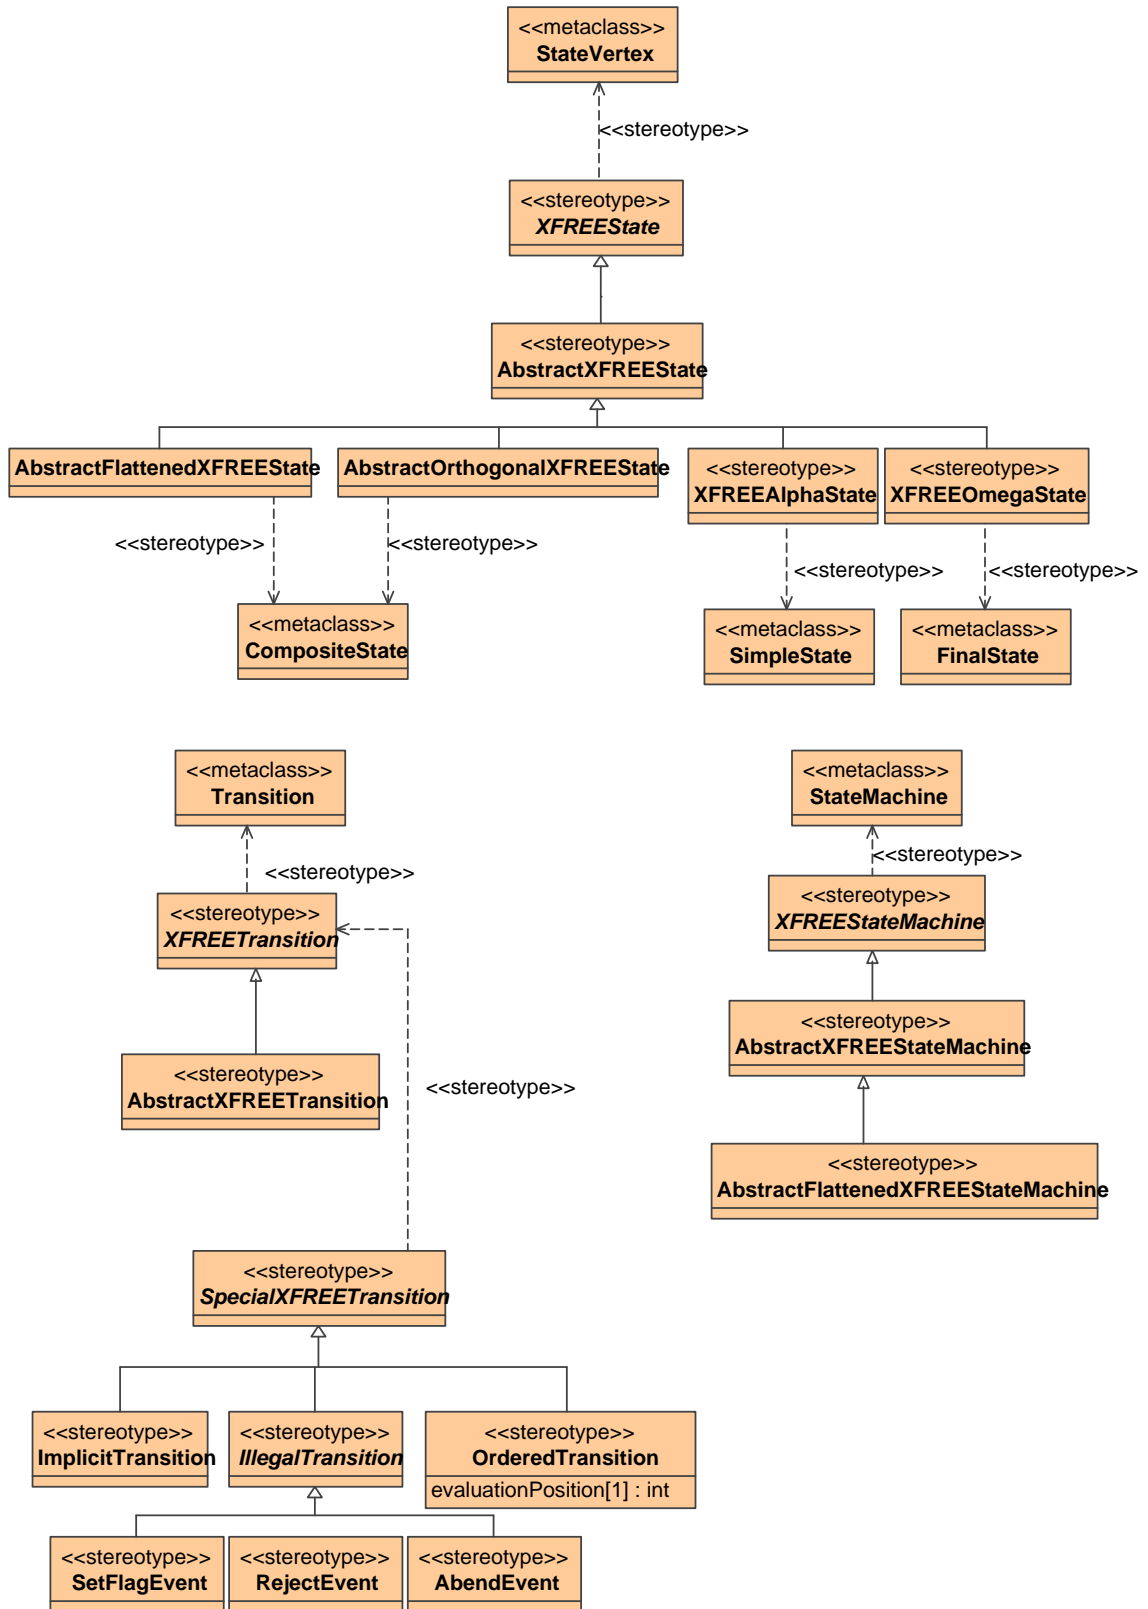 <<metaclass>>
StateVertex
<<stereotype>>
<<stereotype>>
XFREEState
<<stereotype>>
AbstractXFREEState
AbstractFlattenedXFREEState
AbstractOrthogonalXFREEState
<<stereotype>>
XFREEAlphaState
<<stereotype>>
XFREEOmegaState
<<stereotype>>
<<stereotype>>
<<stereotype>>
<<stereotype>>
<<metaclass>>
CompositeState
<<metaclass>>
SimpleState
<<metaclass>>
FinalState
<<metaclass>>
Transition
<<stereotype>>
<<stereotype>>
XFREETransition
<<stereotype>>
AbstractXFREETransition
<<stereotype>>
<<metaclass>>
StateMachine
<<stereotype>>
<<stereotype>>
XFREEStateMachine
<<stereotype>>
AbstractXFREEStateMachine
<<stereotype>>
AbstractFlattenedXFREEStateMachine
<<stereotype>>
SpecialXFREETransition
<<stereotype>>
ImplicitTransition
<<stereotype>>
IllegalTransition
<<stereotype>>
OrderedTransition
evaluationPosition[1] : int
<<stereotype>>
SetFlagEvent
<<stereotype>>
RejectEvent
<<stereotype>>
AbendEvent